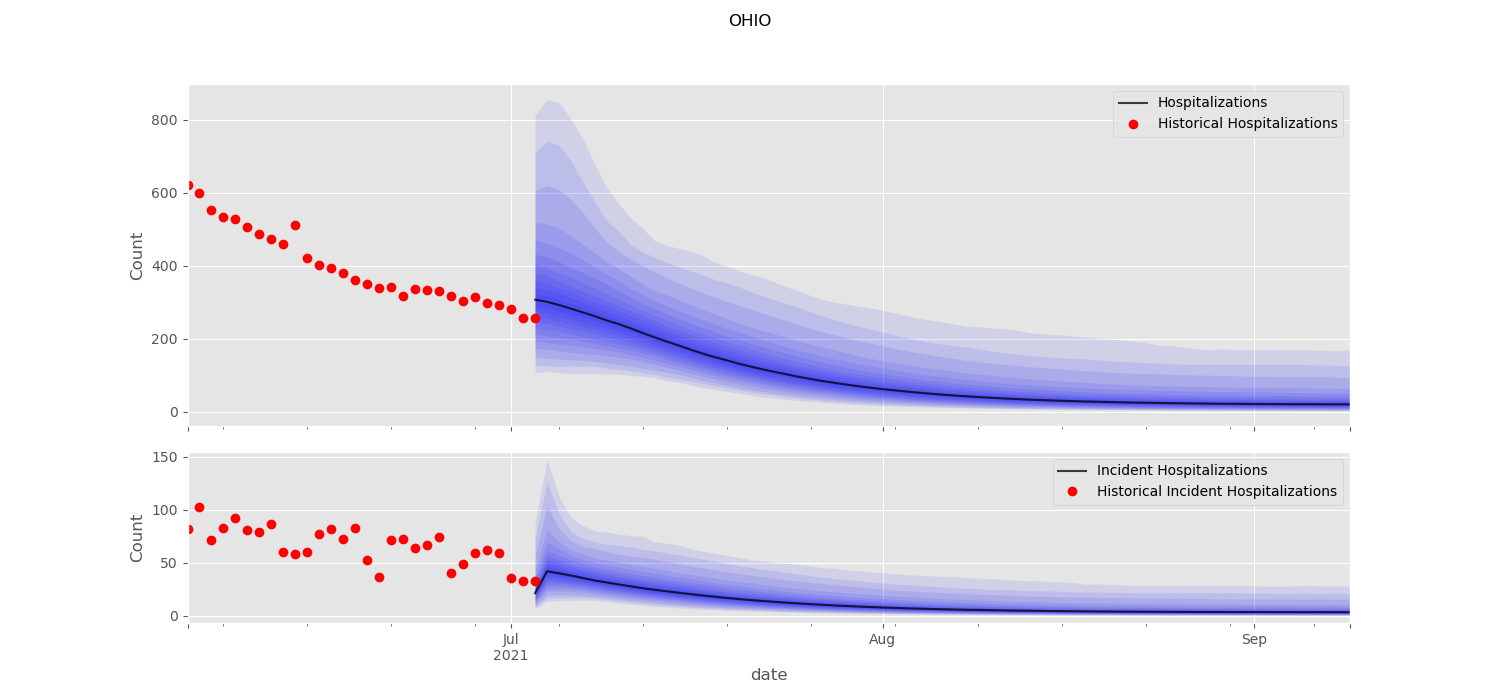 OHIO
Hospitalizations
Historical Hospitalizations
800
600
400
200
0
Count
Incident Hospitalizations
Historical Incident Hospitalizations
150
100
50
0
Count
Jul
2021
Aug
Sep
date